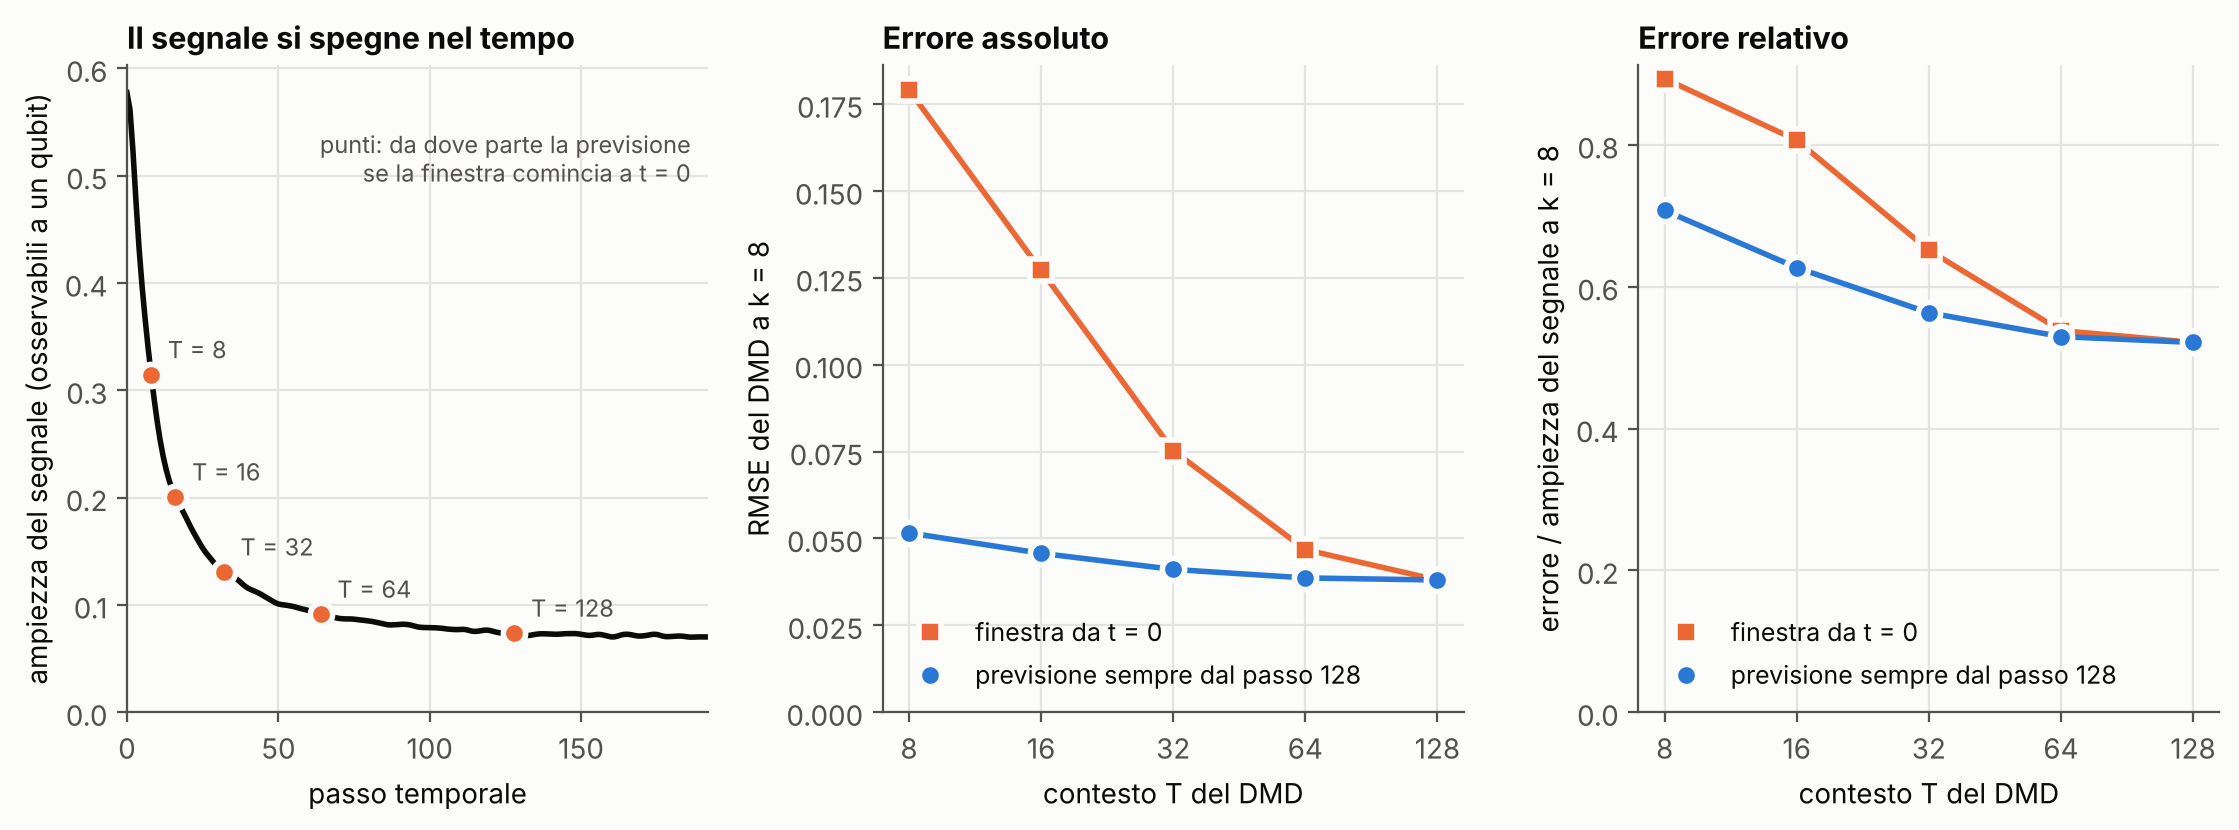 Il segnale si spegne nel tempo
ampiezza del segnale (osservabili a un qubit)
0.6
0.5
0.4
0.3
0.2
0.1
0.0
punti: da dove parte la previsione
se la finestra comincia a t = 0
T = 8
T = 16
T = 32
T = 64
T = 128
0
50
100
150
passo temporale
Errore assoluto
RMSE del DMD a k = 8
0.175
0.150
0.125
0.100
0.075
0.050
0.025
0.000
finestra da t = 0
previsione sempre dal passo 128
8
16
32
64
128
contesto T del DMD
Errore relativo
errore / ampiezza del segnale a k = 8
0.8
0.6
0.4
0.2
0.0
finestra da t = 0
previsione sempre dal passo 128
8
16
32
64
128
contesto T del DMD